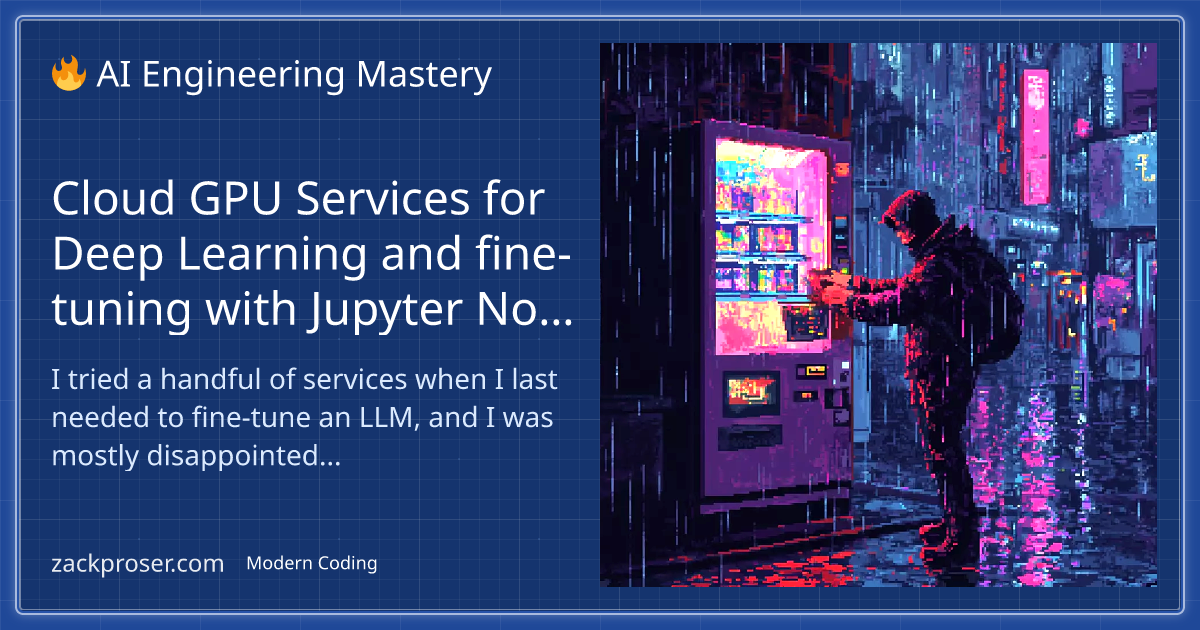 🔥 AI Engineering Mastery
Cloud GPU Services for
Deep Learning and fine-
tuning with Jupyter No...
I tried a handful of services when I last
needed to fine-tune an LLM, and I was
mostly disappointed...
zackproser.com Modern Coding